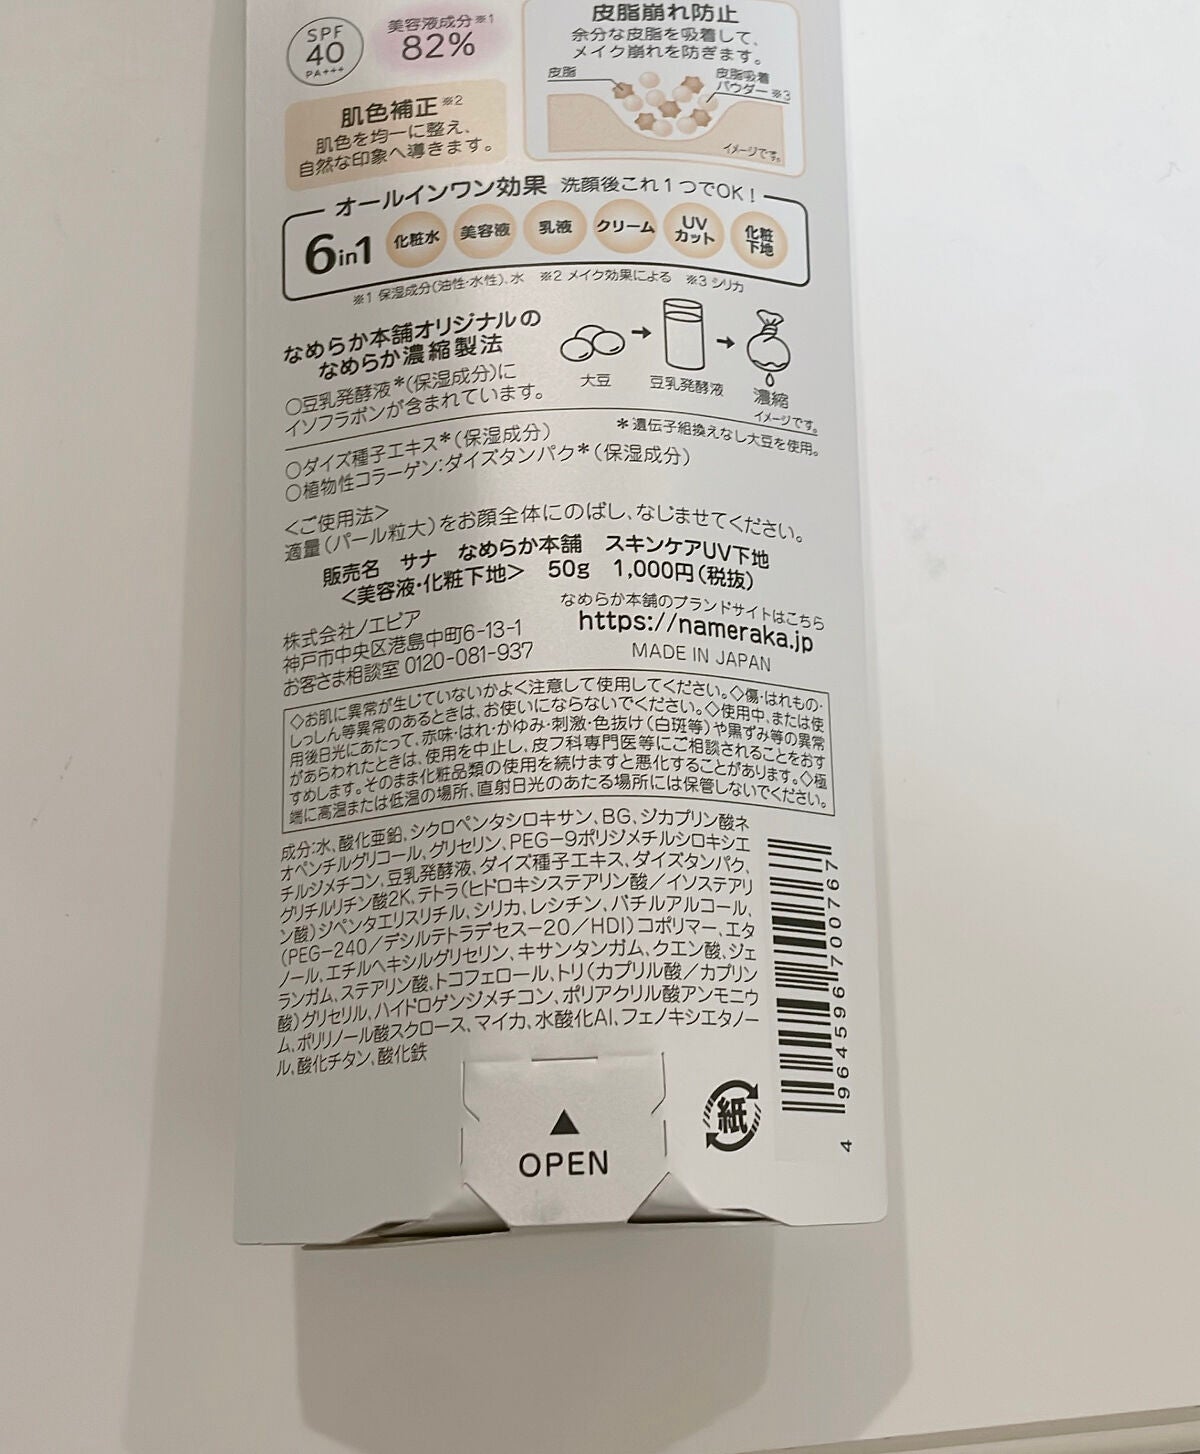 SPF
40
PA+++
美容液成分※1
82%
皮脂崩れ防止
余分な皮脂を吸着して、
メイク崩れを防ぎます。
皮脂
皮脂吸着
パウダー※3
イメージです。
肌色補正※2
肌色を均一に整え、
自然な印象へ導きます。
オールインワン効果 洗顔後これ1つでOK!
6in1
化粧水
美容液
乳液
クリーム
UV
カット
化粧
下地
※1 保湿成分(油性・水性)、水 ※2 メイク効果による ※3 シリカ
なめらか本舗オリジナルの
なめらか濃縮製法
○豆乳発酵液*(保湿成分)に
イソフラボンが含まれています。
大豆
豆乳発酵液
濃縮
イメージです。
*遺伝子組換えなし大豆を使用。
○ダイズ種子エキス*(保湿成分)
○植物性コラーゲン:ダイズタンパク*(保湿成分)
<ご使用法>
適量(パール粒大)をお顔全体にのばし、なじませてください。
販売名 サナ なめらか本舗 スキンケアUV下地
<美容液・化粧下地> 50g 1,000円(税抜)
株式会社ノエビア
神戸市中央区港島中町6-13-1
お客さま相談室 0120-081-937
なめらか本舗のブランドサイトはこちら
https://nameraka.jp
MADE IN JAPAN
◇お肌に異常が生じていないかよく注意して使用してください。◇傷・はれもの・
しっしん等異常のあるときは、お使いにならないでください。◇使用中、または使
用後日光にあたって、赤味・はれ・かゆみ・刺激・色抜け(白斑等)や黒ずみ等の異常
があらわれたときは、使用を中止し、皮フ科専門医等にご相談されることをおす
すめします。そのまま化粧品類の使用を続けますと悪化することがあります。◇極
端に高温または低温の場所、直射日光のあたる場所には保管しないでください。
成分:水、酸化亜鉛、シクロペンタシロキサン、BG、ジカプリン酸ネ
オペンチルグリコール、グリセリン、PEG-9ポリジメチルシロキシエ
チルジメチコン、豆乳発酵液、ダイズ種子エキス、ダイズタンパク、
グリチルリチン酸2K、テトラ(ヒドロキシステアリン酸/イソステアリ
ン酸)ジペンタエリスリチル、シリカ、レシチン、バチルアルコール、
(PEG-240/デシルテトラデセス-20/HDI)コポリマー、エタ
ノール、エチルヘキシルグリセリン、キサンタンガム、クエン酸、ジェ
ランガム、ステアリン酸、トコフェロール、トリ(カプリル酸/カプリン
酸)グリセリル、ハイドロゲンジメチコン、ポリアクリル酸アンモニウ
ム、ポリリノール酸スクロース、マイカ、水酸化Al、フェノキシエタノー
ル、酸化チタン、酸化鉄
4 964596 700767
紙
OPEN